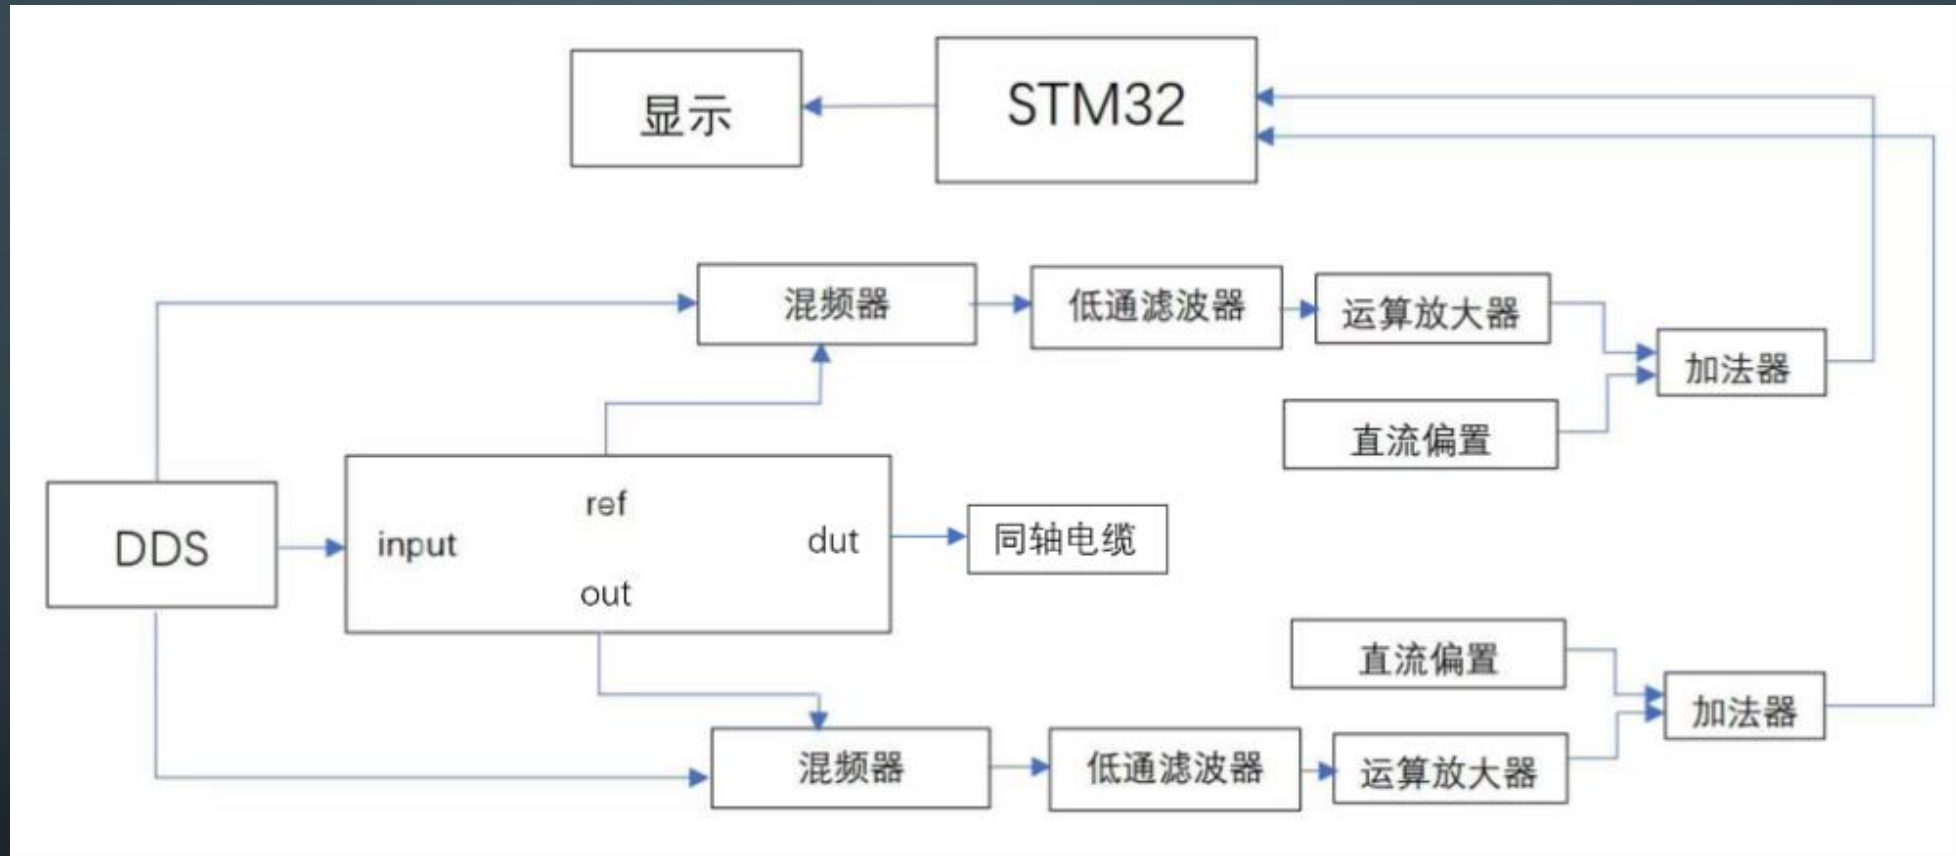 显示
STM32
混频器
低通滤波器
运算放大器
加法器
直流偏置
DDS
input
ref
dut
out
同轴电缆
直流偏置
加法器
混频器
低通滤波器
运算放大器